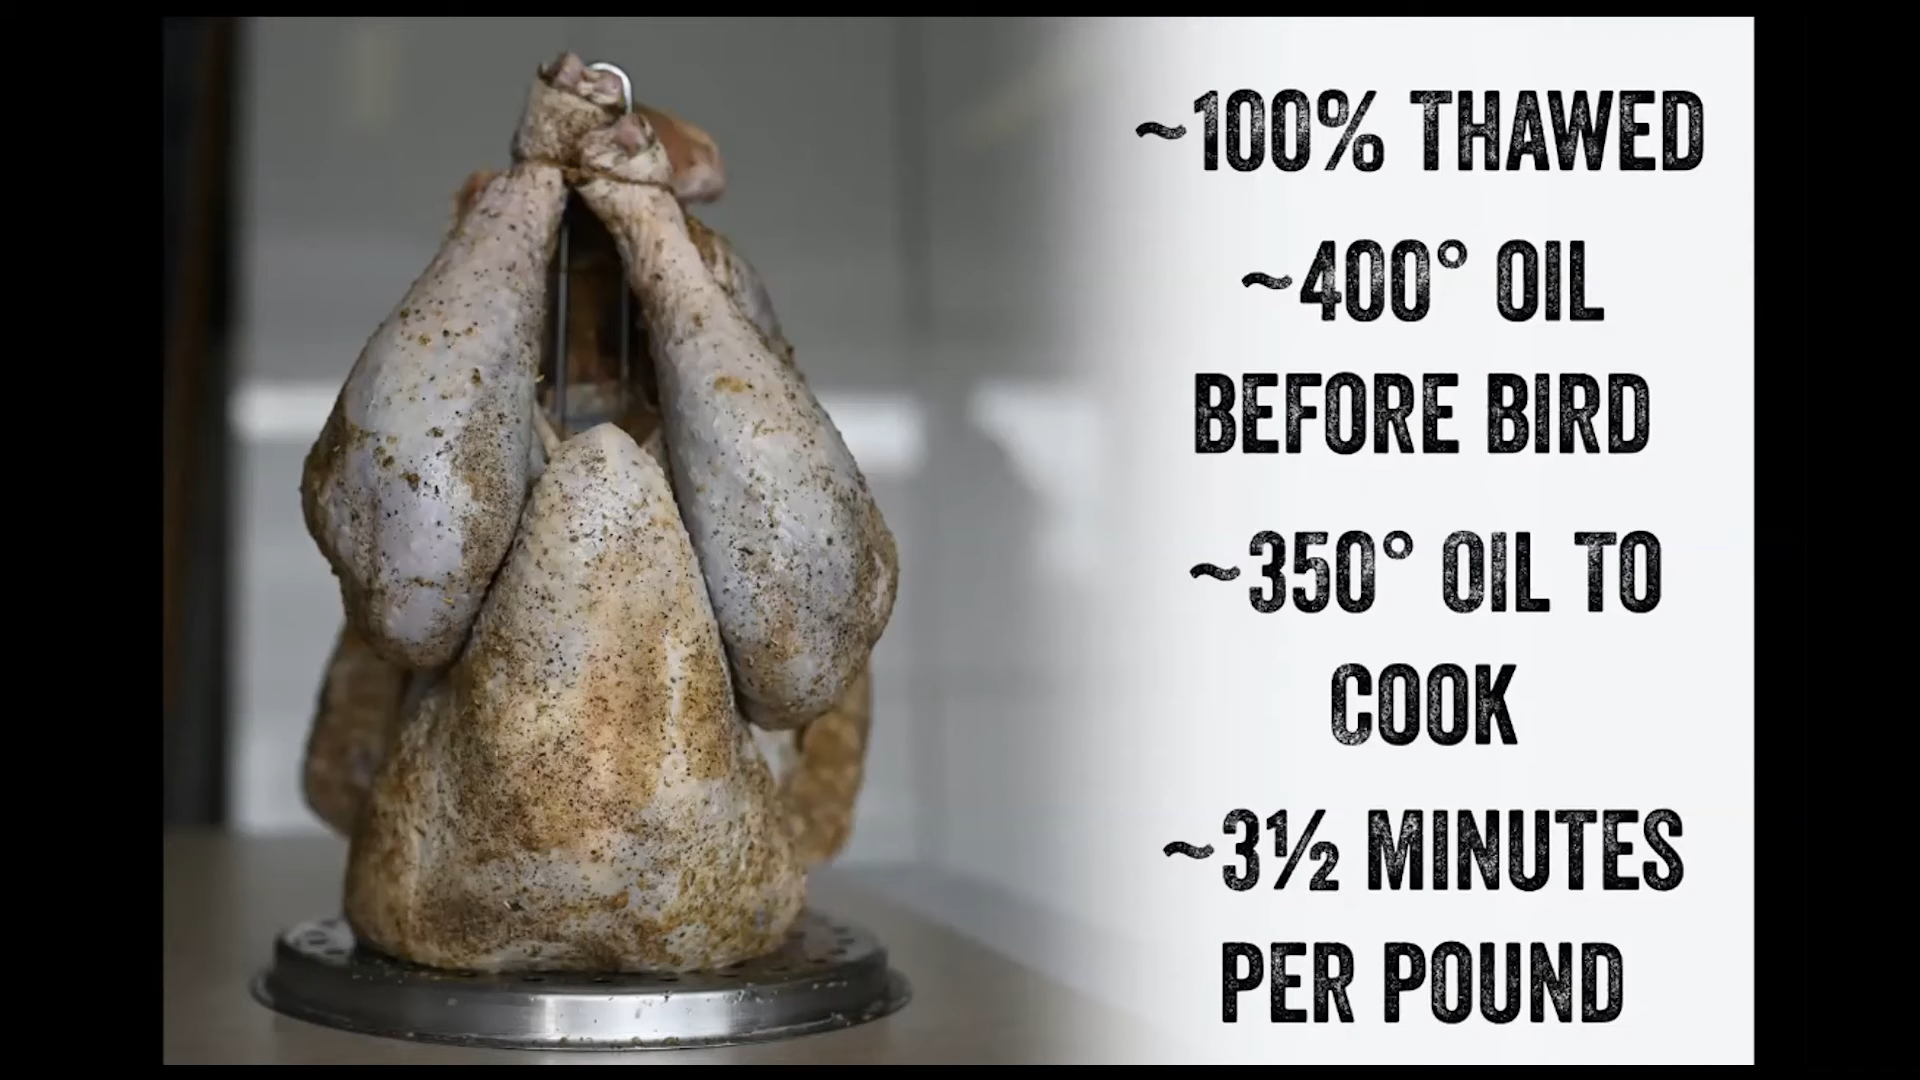 ~100% THAWED
~400° OIL
BEFORE BIRD
~350° OIL TO
COOK
~3½ MINUTES
PER POUND